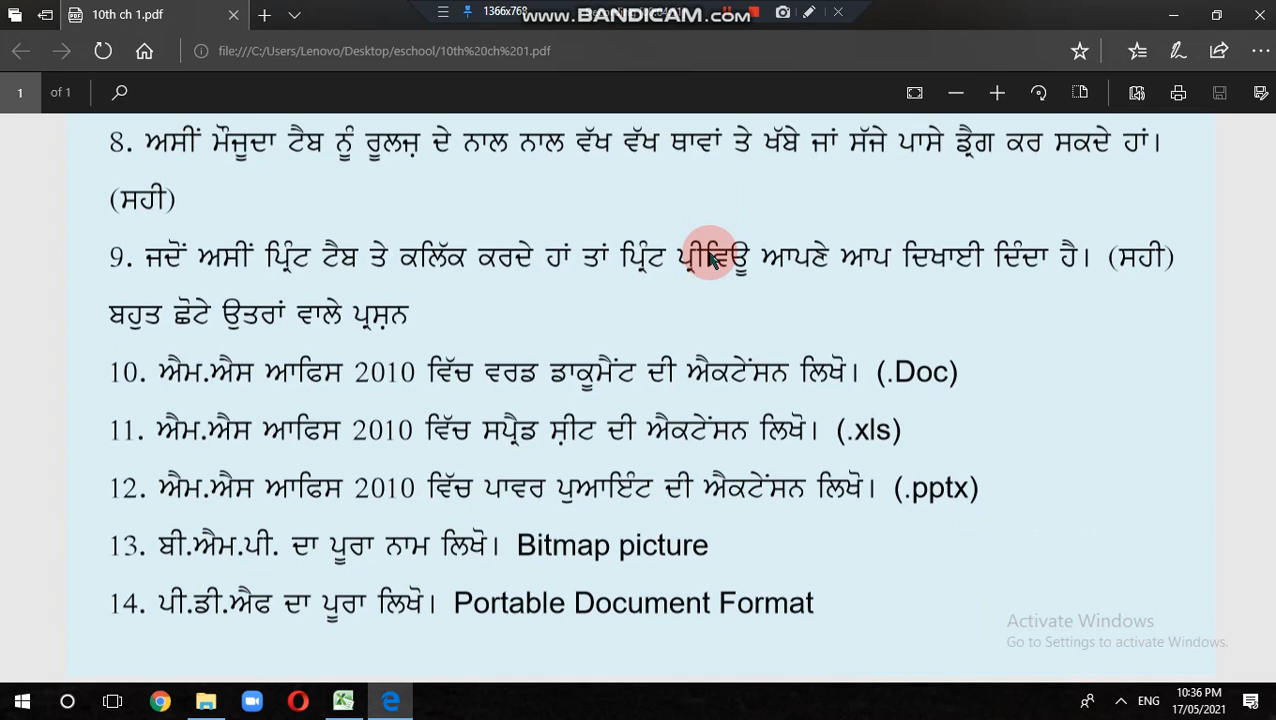 10th ch 1.pdf
1366x768
www.BANDICAM.com
file:///C:/Users/Lenovo/Desktop/eschool/10th%20ch%201.pdf
1 of 1
8. ਅਸੀਂ ਮੌਜੂਦਾ ਟੈਬ ਨੂੰ ਰੂਲਜ਼ ਦੇ ਨਾਲ ਨਾਲ ਵੱਖ ਵੱਖ ਥਾਵਾਂ ਤੇ ਖੱਬੇ ਜਾਂ ਸੱਜੇ ਪਾਸੇ ਡ੍ਰੈਗ ਕਰ ਸਕਦੇ ਹਾਂ।
(ਸਹੀ)
9. ਜਦੋਂ ਅਸੀਂ ਪ੍ਰਿੰਟ ਟੈਬ ਤੇ ਕਲਿੱਕ ਕਰਦੇ ਹਾਂ ਤਾਂ ਪ੍ਰਿੰਟ ਪ੍ਰੀਵਿਊ ਆਪਣੇ ਆਪ ਦਿਖਾਈ ਦਿੰਦਾ ਹੈ। (ਸਹੀ)
ਬਹੁਤ ਛੋਟੇ ਉਤਰਾਂ ਵਾਲੇ ਪ੍ਰਸ਼ਨ
10. ਐਮ.ਐਸ ਆਫਿਸ 2010 ਵਿੱਚ ਵਰਡ ਡਾਕੂਮੈਂਟ ਦੀ ਐਕਟੇਂਸਨ ਲਿਖੋ। (.Doc)
11. ਐਮ.ਐਸ ਆਫਿਸ 2010 ਵਿੱਚ ਸਪ੍ਰੈਡ ਸ਼ੀਟ ਦੀ ਐਕਟੇਂਸਨ ਲਿਖੋ। (.xls)
12. ਐਮ.ਐਸ ਆਫਿਸ 2010 ਵਿੱਚ ਪਾਵਰ ਪੁਆਇੰਟ ਦੀ ਐਕਟੇਂਸਨ ਲਿਖੋ। (.pptx)
13. ਬੀ.ਐਮ.ਪੀ. ਦਾ ਪੂਰਾ ਨਾਮ ਲਿਖੋ। Bitmap picture
14. ਪੀ.ਡੀ.ਐਫ ਦਾ ਪੂਰਾ ਲਿਖੋ। Portable Document Format
Activate Windows
Go to Settings to activate Windows.
ENG
10:36 PM
17/05/2021